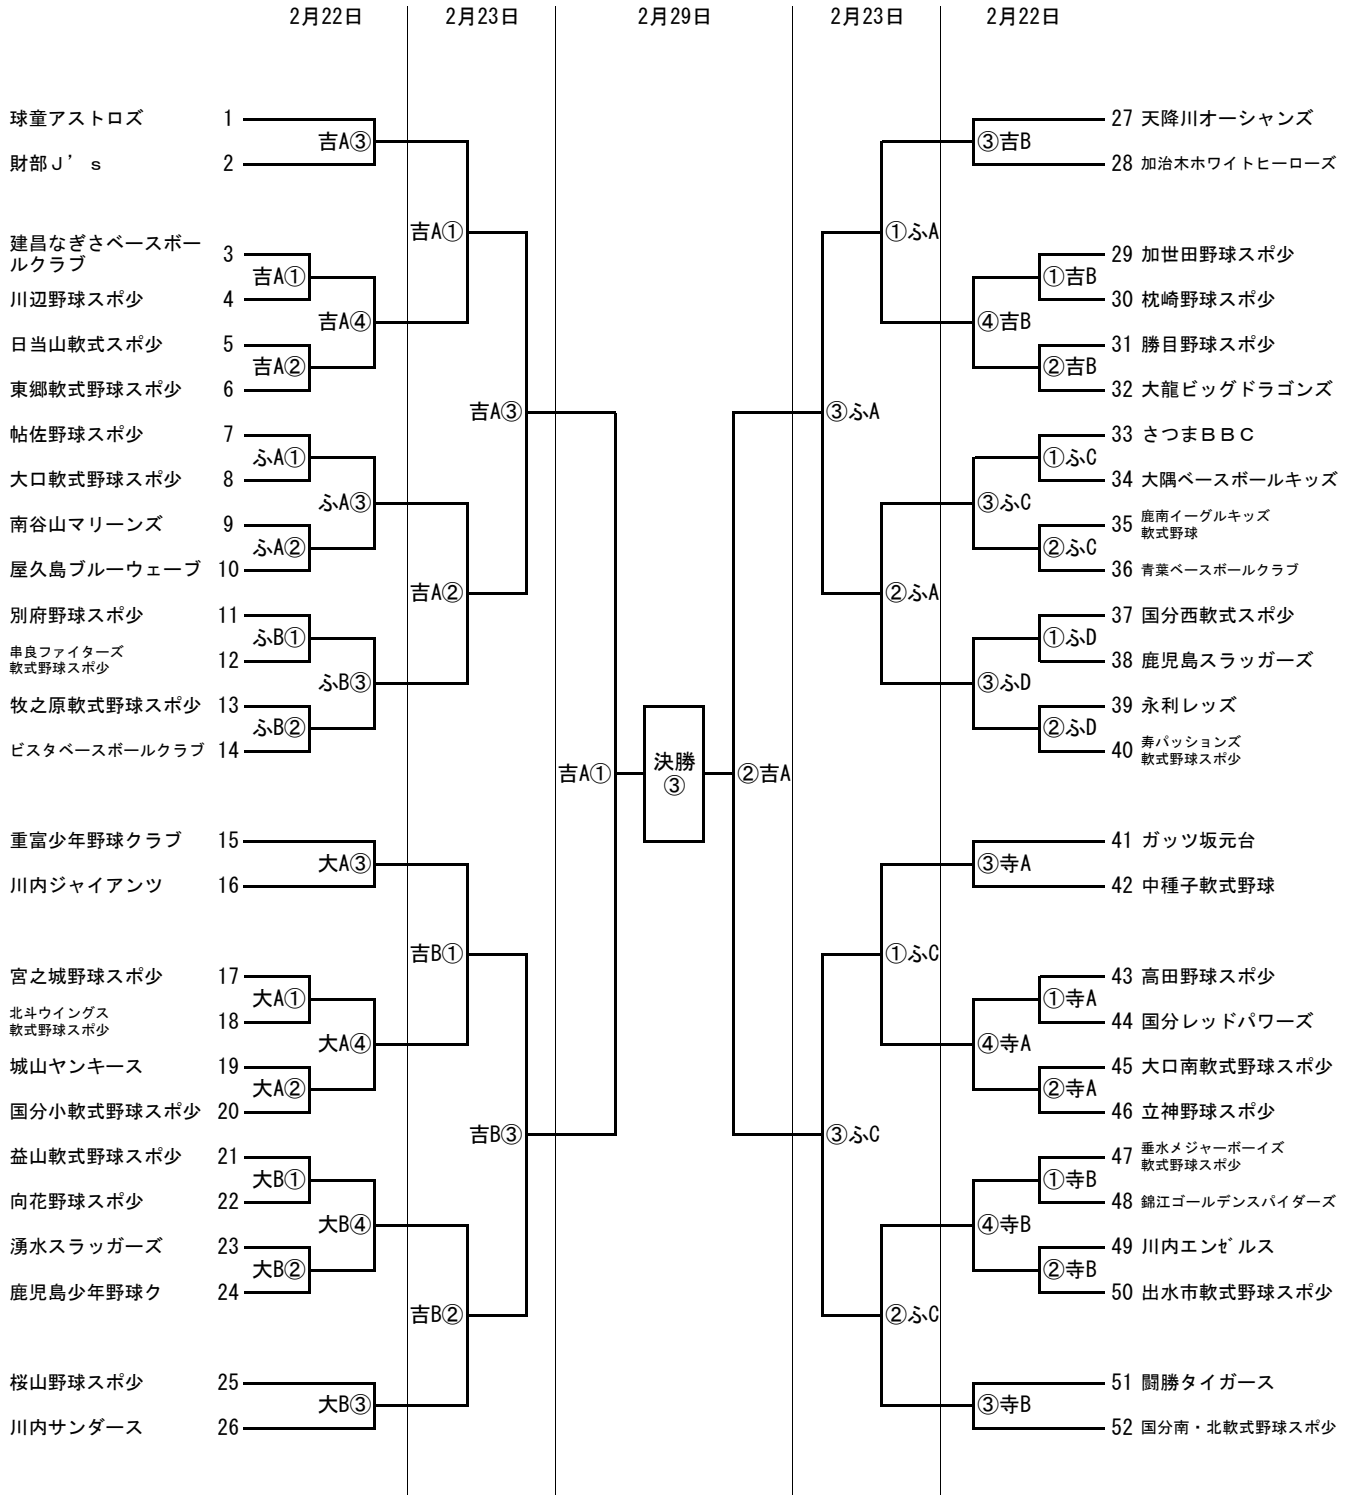 2月22日
2月23日
2月29日
2月23日
2月22日
球童アストロズ 1
財部J’s 2
吉A③
建昌なぎさベースボー
ルクラブ
3
川辺野球スポ少 4
吉A①
日当山軟式スポ少 5
東郷軟式野球スポ少 6
吉A②
吉A④
吉A①
帖佐野球スポ少 7
大口軟式野球スポ少 8
ふA①
南谷山マリーンズ 9
屋久島ブルーウェーブ 10
ふA②
ふA③
別府野球スポ少 11
串良ファイターズ
軟式野球スポ少
12
ふB①
牧之原軟式野球スポ少 13
ビスタベースボールクラブ 14
ふB②
ふB③
吉A②
吉A③
重富少年野球クラブ 15
川内ジャイアンツ 16
大A③
宮之城野球スポ少 17
北斗ウイングス
軟式野球スポ少
18
大A①
城山ヤンキース 19
国分小軟式野球スポ少 20
大A②
大A④
吉B①
益山軟式野球スポ少 21
向花野球スポ少 22
大B①
湧水スラッガーズ 23
鹿児島少年野球ク 24
大B②
大B④
桜山野球スポ少 25
川内サンダース 26
大B③
吉B②
吉B③
吉A①
決勝
③
②吉A
27 天降川オーシャンズ
28 加治木ホワイトヒーローズ
③吉B
29 加世田野球スポ少
30 枕崎野球スポ少
①吉B
31 勝目野球スポ少
32 大龍ビッグドラゴンズ
②吉B
④吉B
①ふA
33 さつまBBC
34 大隅ベースボールキッズ
①ふC
35 鹿南イーグルキッズ
軟式野球
36 青葉ベースボールクラブ
②ふC
③ふC
37 国分西軟式スポ少
38 鹿児島スラッガーズ
①ふD
39 永利レッズ
40 寿パッションズ
軟式野球スポ少
②ふD
③ふD
②ふA
③ふA
41 ガッツ坂元台
42 中種子軟式野球
③寺A
43 高田野球スポ少
44 国分レッドパワーズ
①寺A
45 大口南軟式野球スポ少
46 立神野球スポ少
②寺A
④寺A
①ふC
47 垂水メジャーボーイズ
軟式野球スポ少
48 錦江ゴールデンスパイダーズ
①寺B
49 川内エンゼルス
50 出水市軟式野球スポ少
②寺B
④寺B
51 闘勝タイガース
52 国分南・北軟式野球スポ少
③寺B
②ふC
③ふC